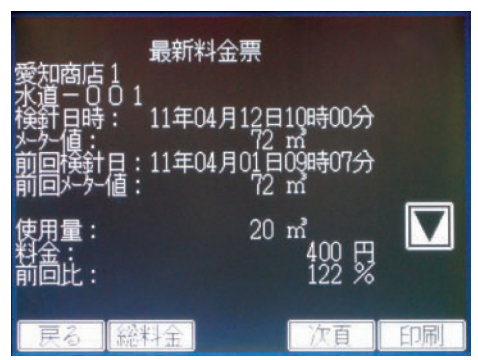 最新料金票
愛知商店1
水道－001
検針日時： 11年04月12日10時00分
ﾒｰﾀｰ値： 72 ㎥
前回検針日：11年04月01日09時07分
前回ﾒｰﾀｰ値： 72 ㎥
使用量： 20 ㎥
料金： 400 円
前回比： 122 %
戻る 総料金 次頁 印刷